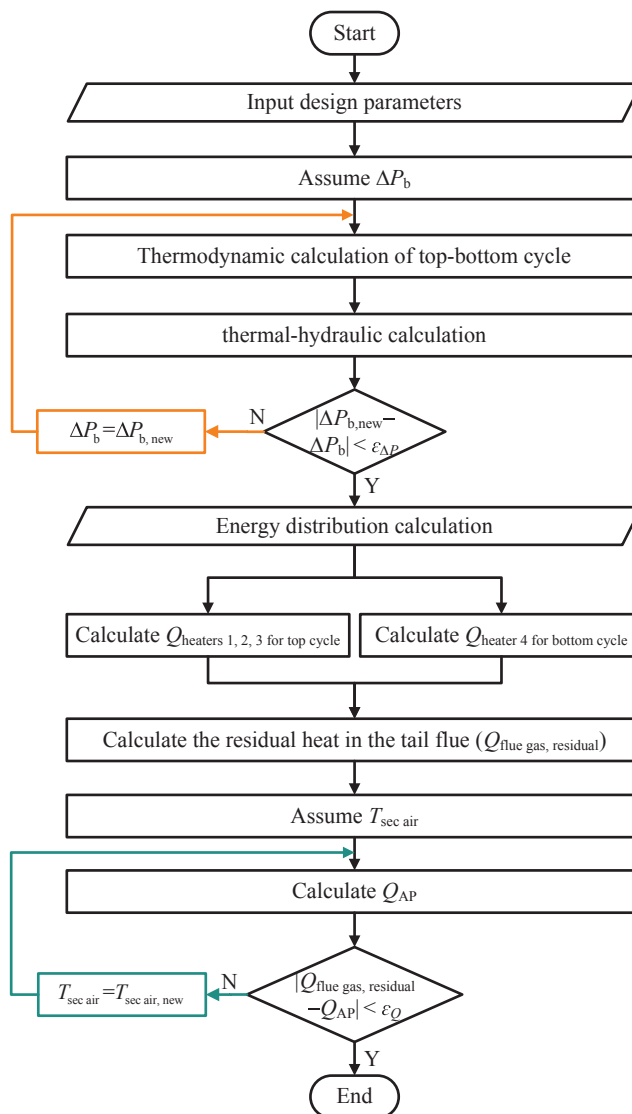 Start
Input design parameters
Assume ΔP_b
Thermodynamic calculation of top-bottom cycle
thermal-hydraulic calculation
N
ΔP_b=ΔP_b, new
|ΔP_b,new−
ΔP_b| < ε_ΔP
Y
Energy distribution calculation
Calculate Q_heaters 1, 2, 3 for top cycle
Calculate Q_heater 4 for bottom cycle
Calculate the residual heat in the tail flue (Q_flue gas, residual)
Assume T_sec air
Calculate Q_AP
N
T_sec air=T_sec air, new
|Q_flue gas, residual
−Q_AP| < ε_Q
Y
End